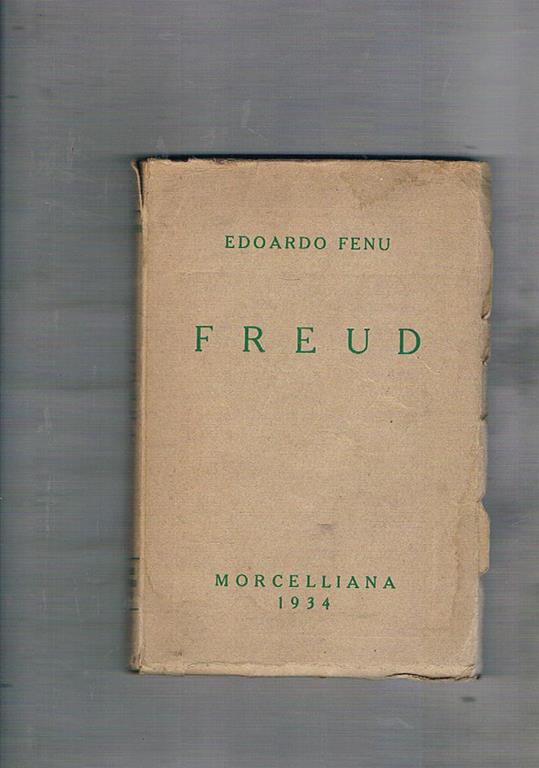 EDOARDO FENU
FREUD
MORCELLIANA
1934